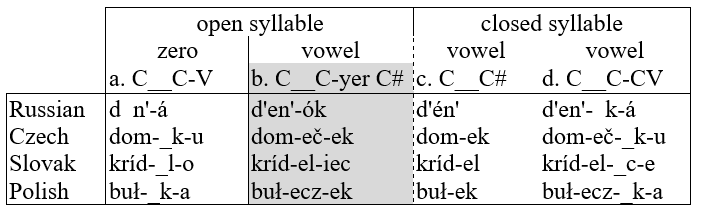 open syllable closed syllable
zero vowel vowel vowel
a. C__C-V b. C__C-yer C# c. C__C# d. C__C-CV
Russian d n'-á d'en'-ók d'én' d'en'- k-á
Czech dom-_k-u dom-eč-ek dom-ek dom-eč-_k-u
Slovak kríd-_l-o kríd-el-iec kríd-el kríd-el-_c-e
Polish buł-_k-a buł-ecz-ek buł-ek buł-ecz-_k-a